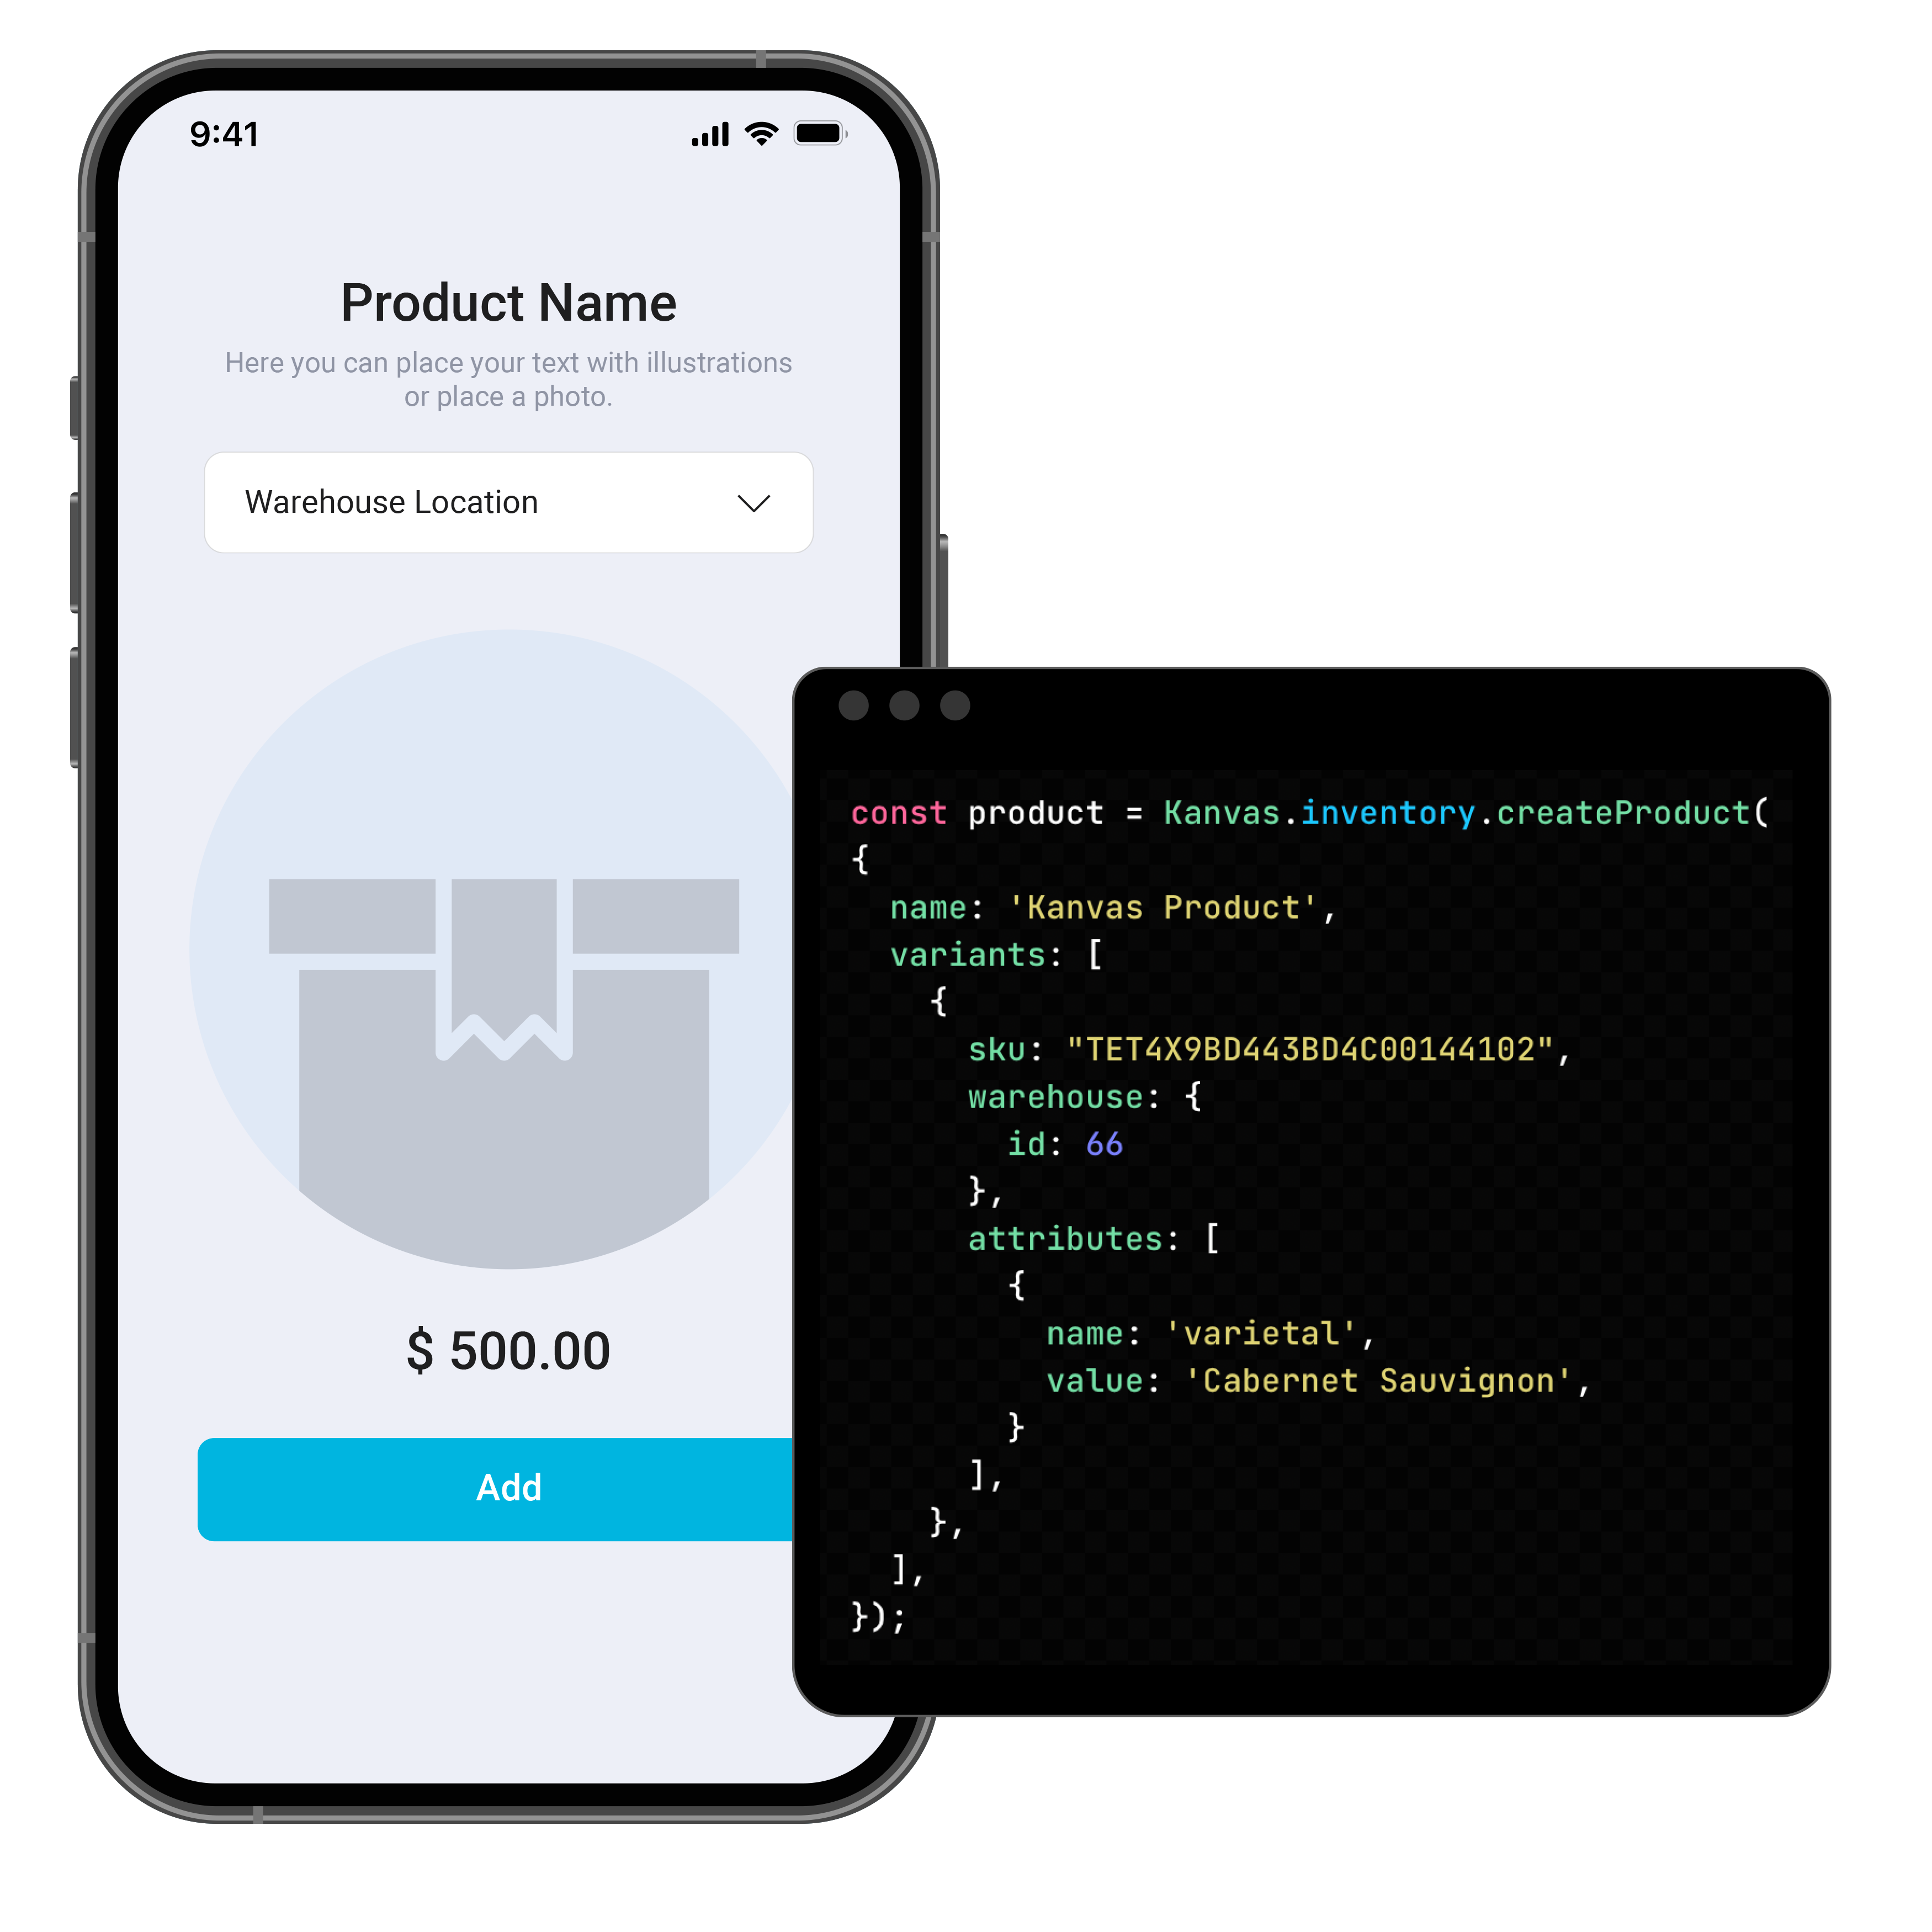 9:41
Product Name
Here you can place your text with illustrations
or place a photo.
Warehouse Location
$ 500.00
Add
const product = Kanvas.inventory.createProduct(
{
  name: 'Kanvas Product',
  variants: [
    {
      sku: "TET4X9BD443BD4C00144102",
      warehouse: {
        id: 66
      },
      attributes: [
        {
          name: 'varietal',
          value: 'Cabernet Sauvignon',
        }
      ],
    },
  ],
});